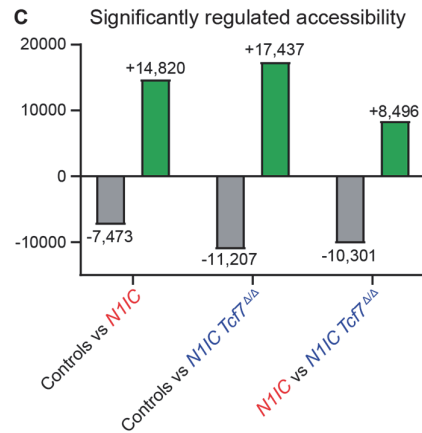 C Significantly regulated accessibility
20000
10000
0
-10000
+14,820
+17,437
+8,496
-7,473
-11,207
-10,301
Controls vs N1IC
Controls vs N1IC Tcf7Δ/Δ
N1IC vs N1IC Tcf7Δ/Δ